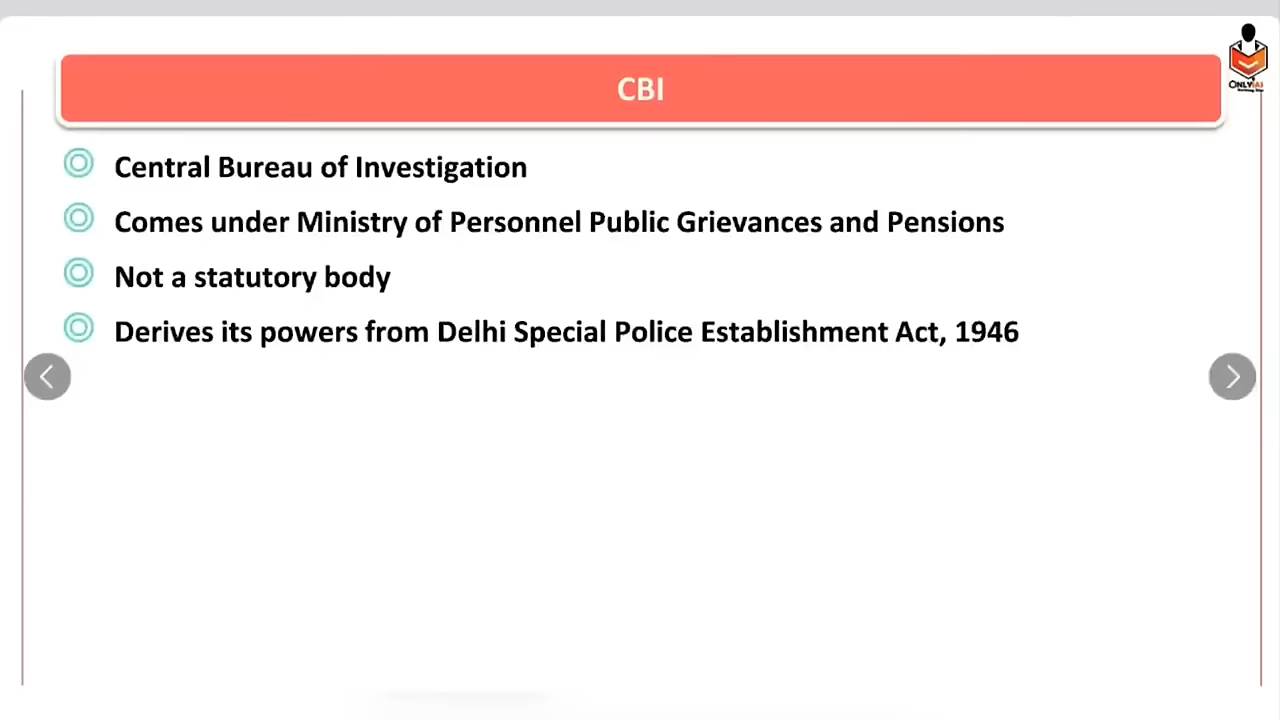 CBI
ONLYIAS
Central Bureau of Investigation
Comes under Ministry of Personnel Public Grievances and Pensions
Not a statutory body
Derives its powers from Delhi Special Police Establishment Act, 1946